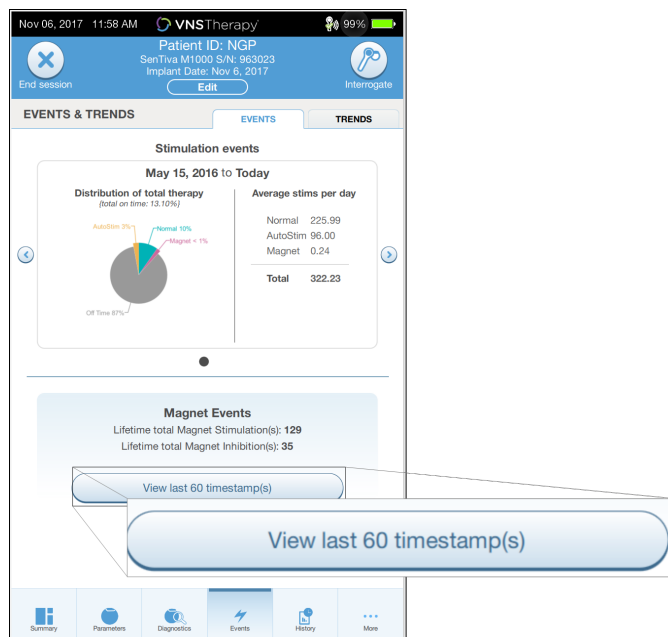 Nov 06, 2017 11:58 AM VNSTherapy 99%
Patient ID: NGP
SenTiva M1000 S/N: 963023
Implant Date: Nov 6, 2017
End session Edit Interrogate
EVENTS & TRENDS EVENTS TRENDS
Stimulation events
May 15, 2016 to Today
Distribution of total therapy
(total on time: 13.10%)
AutoStim 3%
Normal 10%
Magnet < 1%
Off Time 87%
Average stims per day
Normal 225.99
AutoStim 96.00
Magnet 0.24
Total 322.23
Magnet Events
Lifetime total Magnet Stimulation(s): 129
Lifetime total Magnet Inhibition(s): 35
View last 60 timestamp(s)
View last 60 timestamp(s)
Summary Parameters Diagnostics Events History More